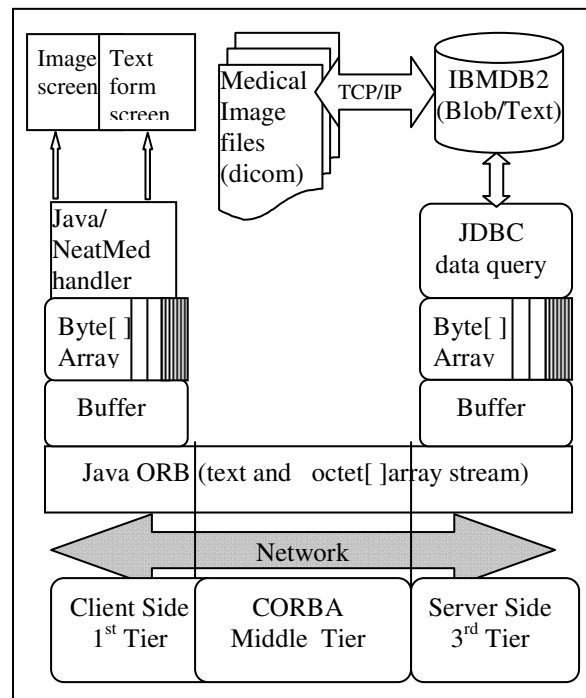 Image
screen
Text
form
screen
Medical
Image
files
(dicom)
TCP/IP
IBMDB2
(Blob/Text)
Java/
NeatMed
handler
JDBC
data query
Byte[ ]
Array
Byte[ ]
Array
Buffer
Buffer
Java ORB (text and octet[ ]array stream)
Network
Client Side
1st Tier
CORBA
Middle Tier
Server Side
3rd Tier